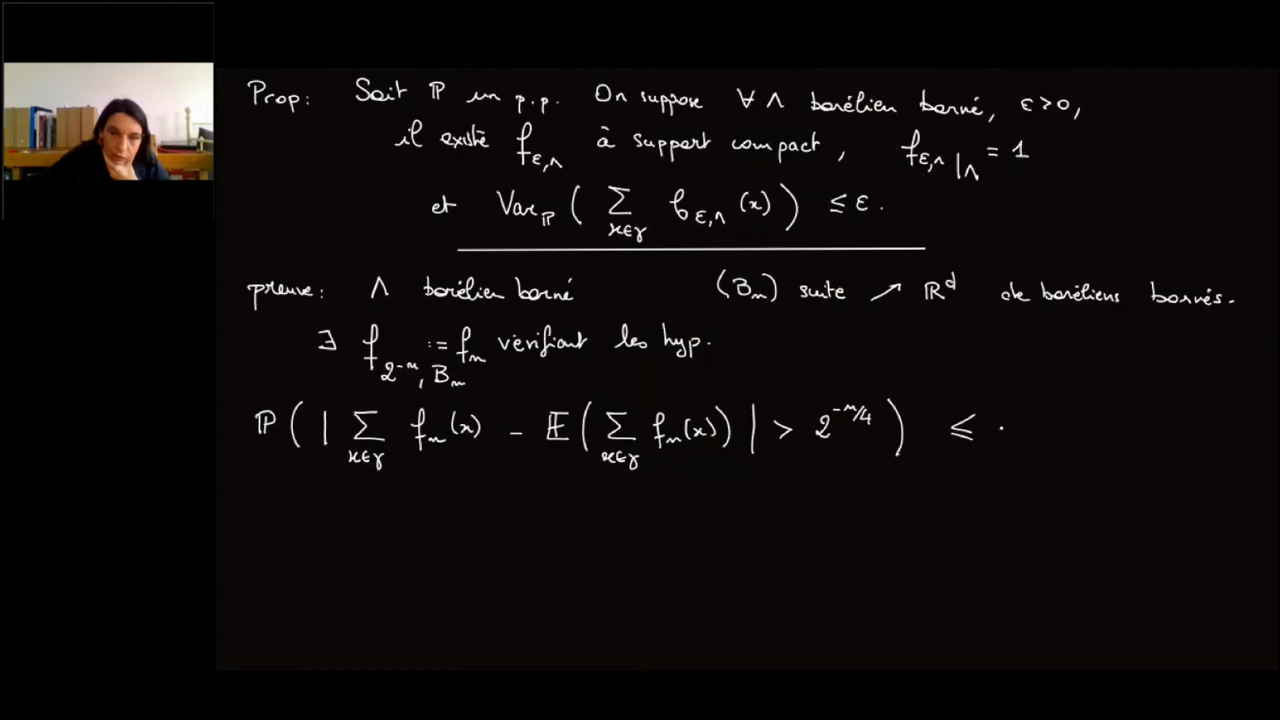 Prop: Soit ℙ un p.p. On suppose ∀ Λ borélien borné, ε>0,
il existe f_{ε,Λ} à support compact, f_{ε,Λ}|_Λ = 1
et Var_ℙ ( ∑_{x∈γ} f_{ε,Λ}(x) ) ≤ ε.
preuve: Λ borélien borné (B_n) suite ↗ ℝ^d de boréliens bornés.
∃ f_{2^{-n}, B_n} := f_n vérifiant les hyp.
ℙ ( | ∑_{x∈γ} f_n(x) - 𝔼 ( ∑_{x∈γ} f_n(x) ) | > 2^{-n/4} ) ≤ .